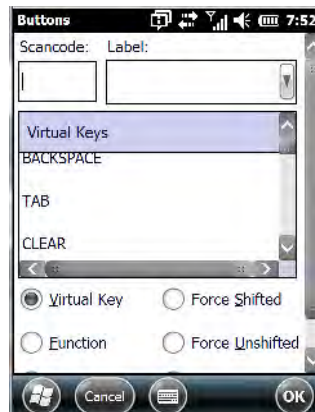 Buttons 7:52
Scancode: Label:
Virtual Keys
BACKSPACE
TAB
CLEAR
Virtual Key Force Shifted
Function Force Unshifted
Cancel OK